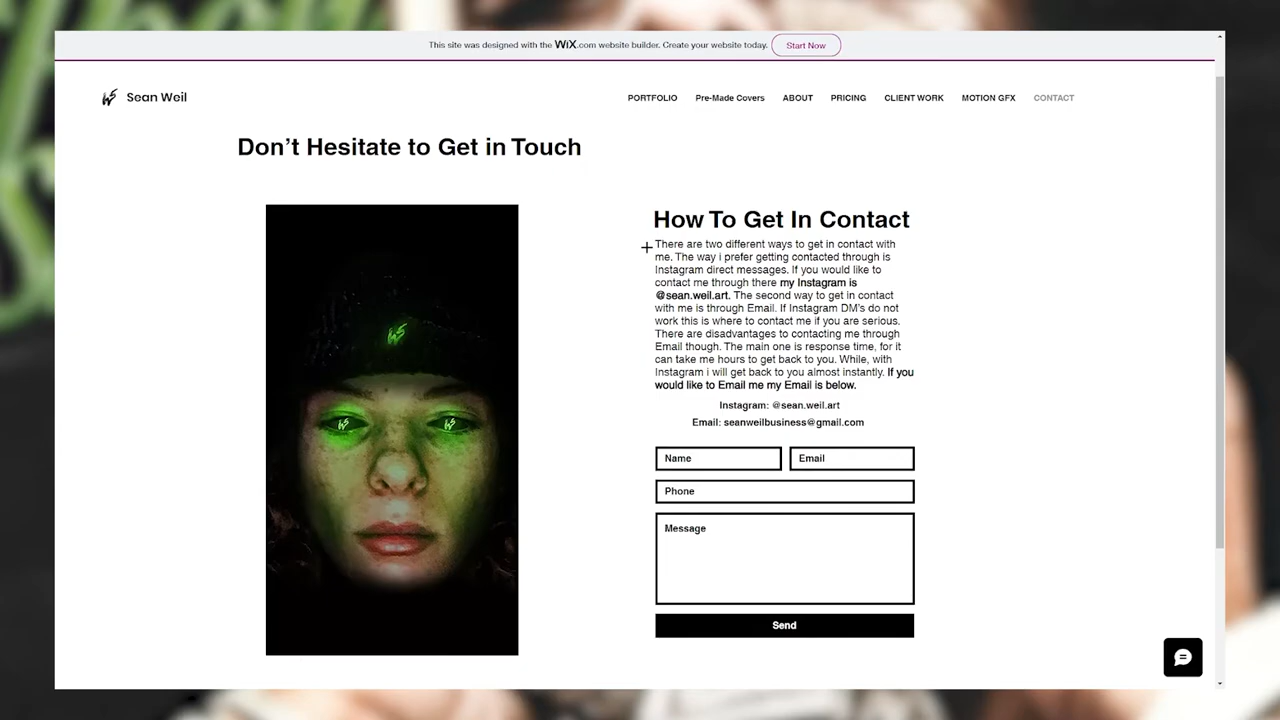 This site was designed with the WiX.com website builder. Create your website today.
Start Now
Sean Weil
PORTFOLIO
Pre-Made Covers
ABOUT
PRICING
CLIENT WORK
MOTION GFX
CONTACT
Don't Hesitate to Get in Touch
How To Get In Contact
There are two different ways to get in contact with
me. The way i prefer getting contacted through is
Instagram direct messages. If you would like to
contact me through there my Instagram is
@sean.weil.art. The second way to get in contact
with me is through Email. If Instagram DM's do not
work this is where to contact me if you are serious.
There are disadvantages to contacting me through
Email though. The main one is response time, for it
can take me hours to get back to you. While, with
Instagram i will get back to you almost instantly. If you
would like to Email me my Email is below.
Instagram: @sean.weil.art
Email: seanweilbusiness@gmail.com
Name
Email
Phone
Message
Send